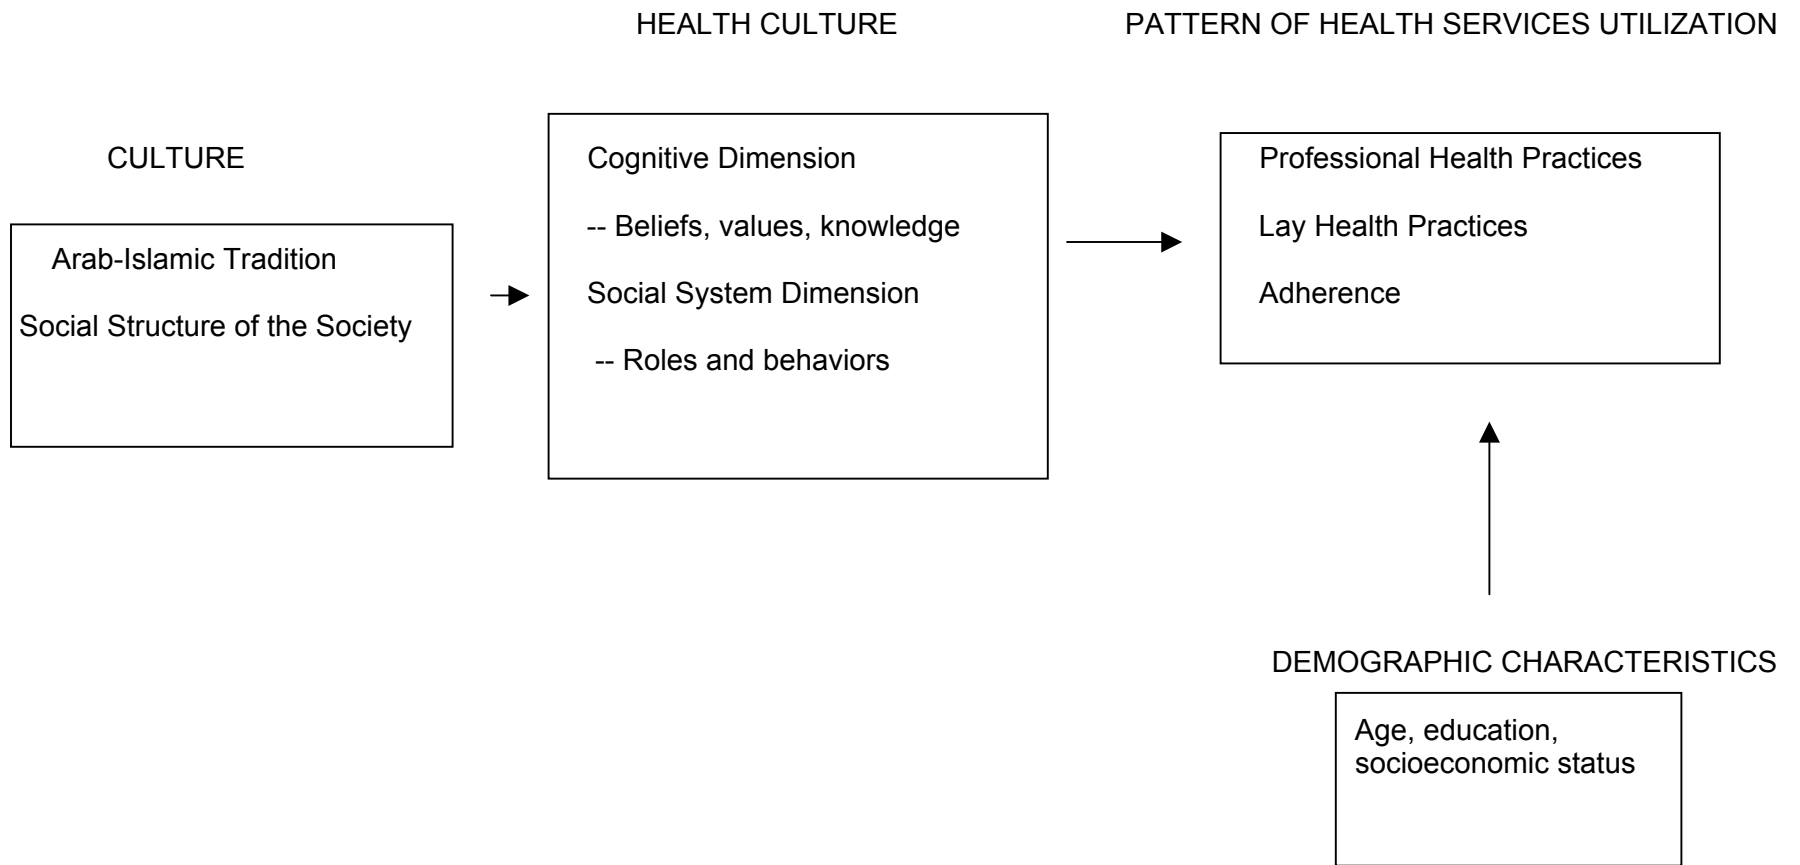 HEALTH CULTURE
PATTERN OF HEALTH SERVICES UTILIZATION
CULTURE
Arab-Islamic Tradition
Social Structure of the Society
Cognitive Dimension
-- Beliefs, values, knowledge
Social System Dimension
-- Roles and behaviors
Professional Health Practices
Lay Health Practices
Adherence
DEMOGRAPHIC CHARACTERISTICS
Age, education,
socioeconomic status